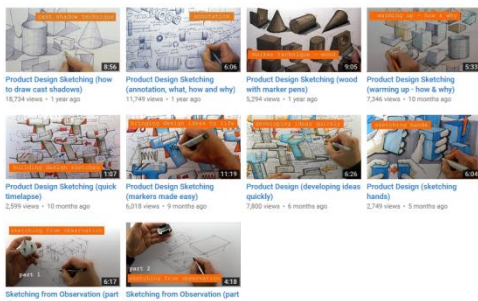 cast shadow technique
8:56
annotation
6:06
marker technique - wood
9:05
warming up - how & why
5:33
Product Design Sketching (how
to draw cast shadows)
18,734 views • 1 year ago
Product Design Sketching
(annotation, what, how and why)
11,749 views • 1 year ago
Product Design Sketching (wood
with marker pens)
5,294 views • 1 year ago
Product Design Sketching
(warming up - how & why)
7,346 views • 10 months ago
building design sketches
1:07
bringing design ideas to life
11:19
developing ideas quickly
6:26
sketching hands
6:04
Product Design Sketching (quick
timelapse)
2,599 views • 10 months ago
Product Design Sketching
(markers made easy)
6,018 views • 9 months ago
Product Design (developing ideas
quickly)
7,800 views • 6 months ago
Product Design (sketching
hands)
2,749 views • 5 months ago
sketching from observation
part 1
6:17
part 2
sketching from observation
4:18
Sketching from Observation (part
Sketching from Observation (part